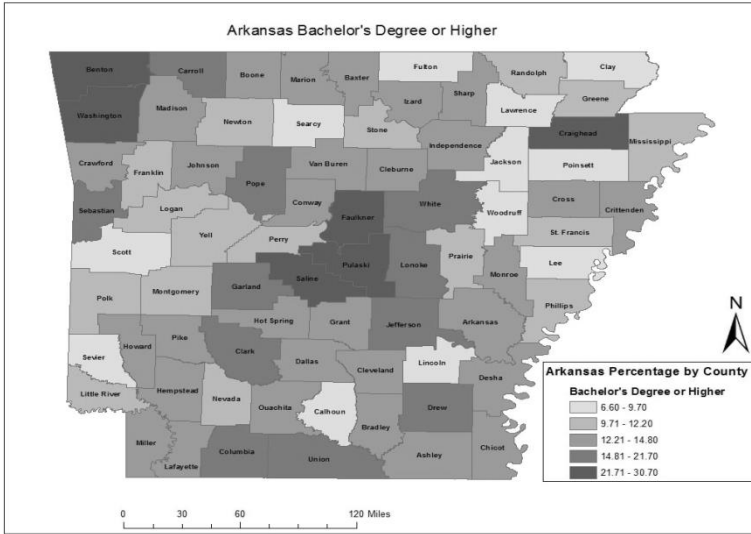 Arkansas Bachelor's Degree or Higher
Benton
Carroll
Boone
Marion
Baxter
Fulton
Randolph
Clay
Sharp
Izard
Greene
Washington
Madison
Newton
Searcy
Stone
Lawrence
Independence
Craighead
Mississippi
Crawford
Franklin
Johnson
Van Buren
Cleburne
Jackson
Poinsett
Sebastian
Logan
Pope
Conway
Faulkner
White
Woodruff
Cross
Crittenden
Scott
Yell
Perry
Saline
Pulaski
Lonoke
Prairie
Monroe
St. Francis
Lee
Polk
Montgomery
Garland
Hot Spring
Grant
Jefferson
Arkansas
Phillips
N
Sevier
Howard
Pike
Clark
Dallas
Cleveland
Lincoln
Desha
Little River
Hempstead
Nevada
Ouachita
Calhoun
Bradley
Drew
Miller
Lafayette
Columbia
Union
Ashley
Chicot
Arkansas Percentage by County
Bachelor's Degree or Higher
6.60 - 9.70
9.71 - 12.20
12.21 - 14.80
14.81 - 21.70
21.71 - 30.70
0 30 60 120 Miles